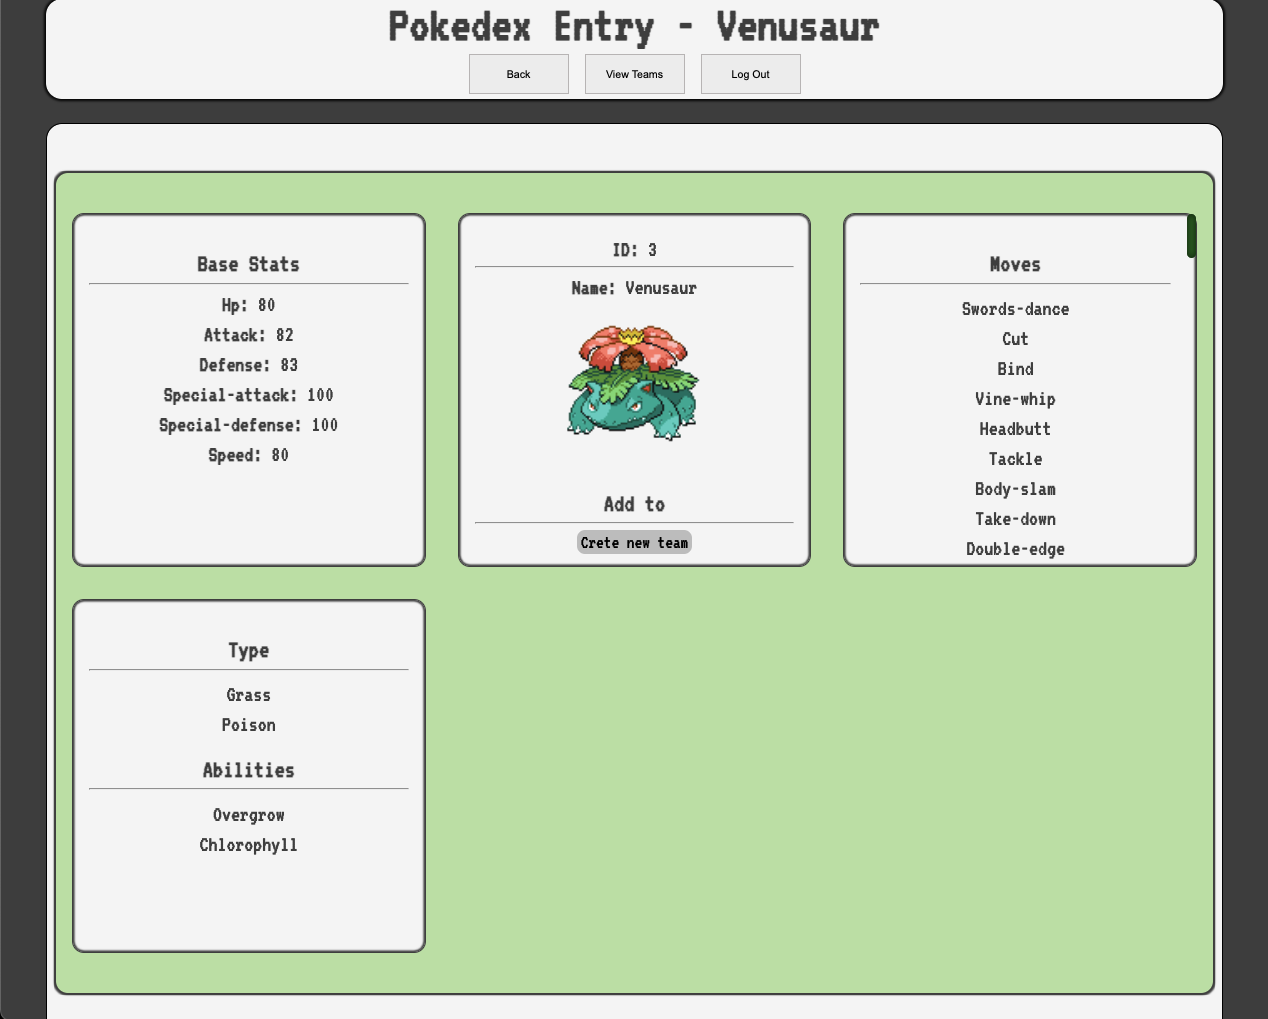 Pokedex Entry - Venusaur
Back
View Teams
Log Out
Base Stats
Hp: 80
Attack: 82
Defense: 83
Special-attack: 100
Special-defense: 100
Speed: 80
ID: 3
Name: Venusaur
Add to
Crete new team
Moves
Swords-dance
Cut
Bind
Vine-whip
Headbutt
Tackle
Body-slam
Take-down
Double-edge
Type
Grass
Poison
Abilities
Overgrow
Chlorophyll